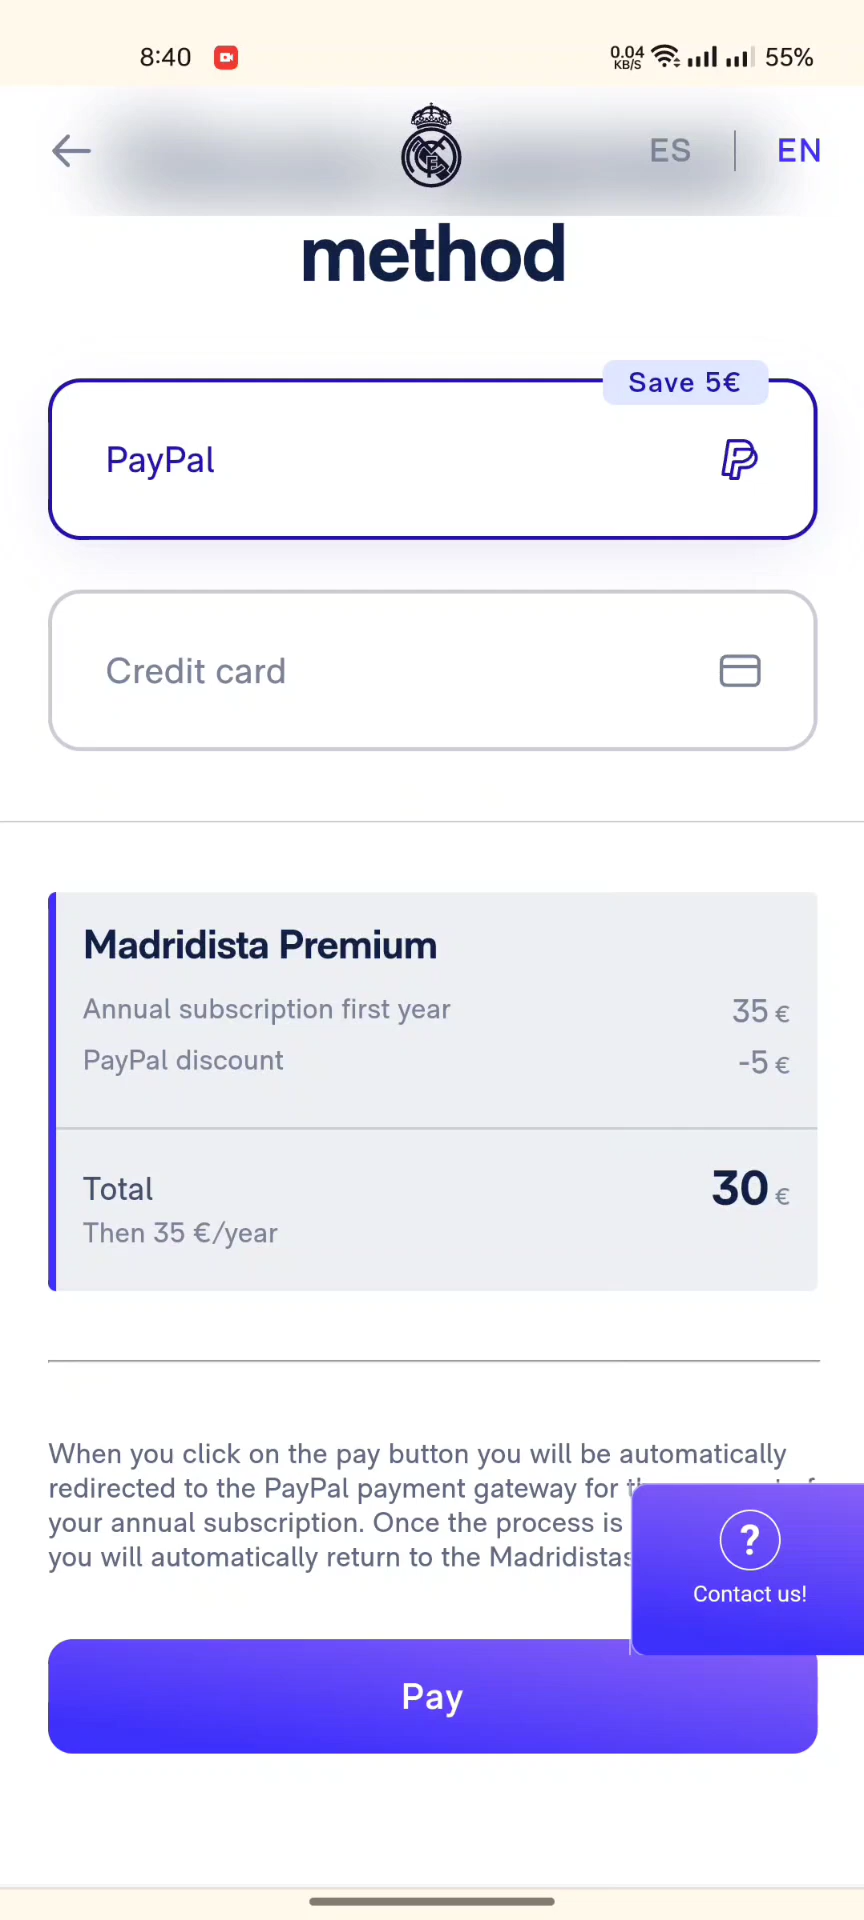 8:40
0.04 KB/S
55%
ES | EN
method
Save 5€
PayPal
Credit card
Madridista Premium
Annual subscription first year 35 €
PayPal discount -5 €
Total 30 €
Then 35 €/year
When you click on the pay button you will be automatically
redirected to the PayPal payment gateway for
your annual subscription. Once the process is
you will automatically return to the Madridistas
?
Contact us!
Pay